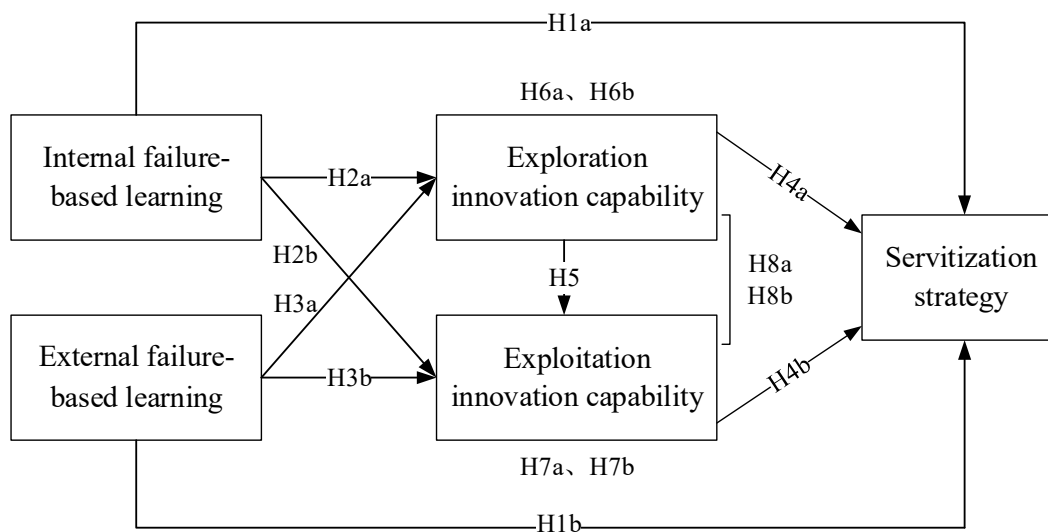 H1a
H6a、H6b
Internal failure-
based learning
H2a
Exploration
innovation capability
H4a
H2b
H3a
H5
H8a
H8b
Servitization
strategy
External failure-
based learning
H3b
Exploitation
innovation capability
H4b
H7a、H7b
H1b